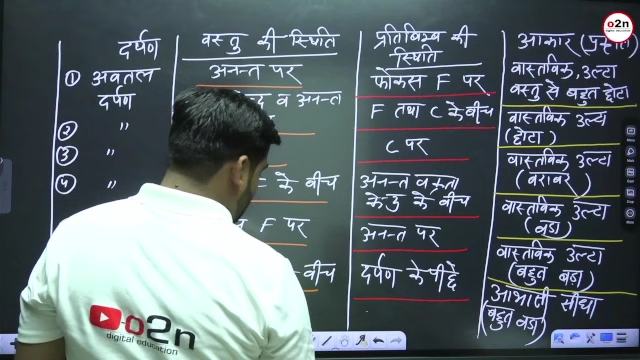 o2n
digital education
दर्पण
वस्तु की स्थिति
प्रतिबिम्ब की
स्थिति
आकार
① अवतल
दर्पण
अनन्त पर
फोकस F पर
वास्तविक, उल्टा
वस्तु से बहुत छोटा
② "
व अनन्त
F तथा C के बीच
वास्तविक उल्टा
(छोटा)
③ "
C पर
वास्तविक उल्टा
(बराबर)
④ "
के बीच
अनन्त व वक्रता
केन्द्र के बीच
वास्तविक उल्टा
(बड़ा)
F पर
अनन्त पर
वास्तविक उल्टा
(बहुत बड़ा)
बीच
दर्पण के पीछे
आभासी सीधा
(बहुत बड़ा)
o2n
digital education